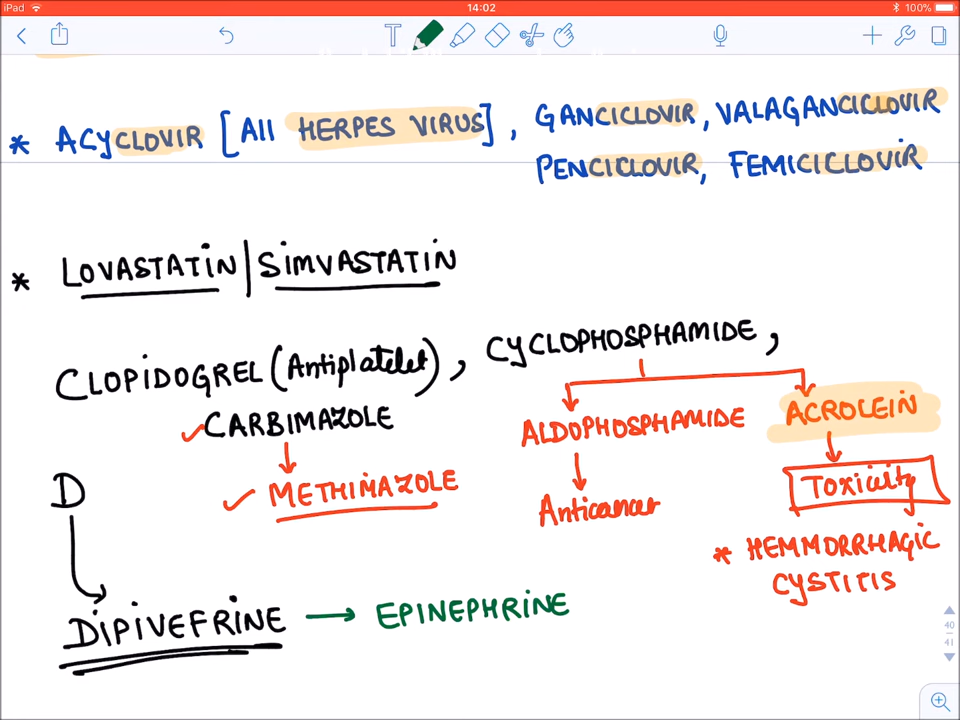 iPad 14:02 100%
T
* ACYCLOVIR [All HERPES VIRUS], GANCICLOVIR, VALAGANCICLOVIR
PENCICLOVIR, FEMICICLOVIR
* LOVASTATIN | SIMVASTATIN
CLOPIDOGREL (Antiplatelet), CYCLOPHOSPHAMIDE,
CARBIMAZOLE ALDOPHOSPHAMIDE ACROLEIN
D METHIMAZOLE Anticancer Toxicity
* HEMMORRHAGIC
CYSTITIS
DIPIVEFRINE → EPINEPHRINE
40
41